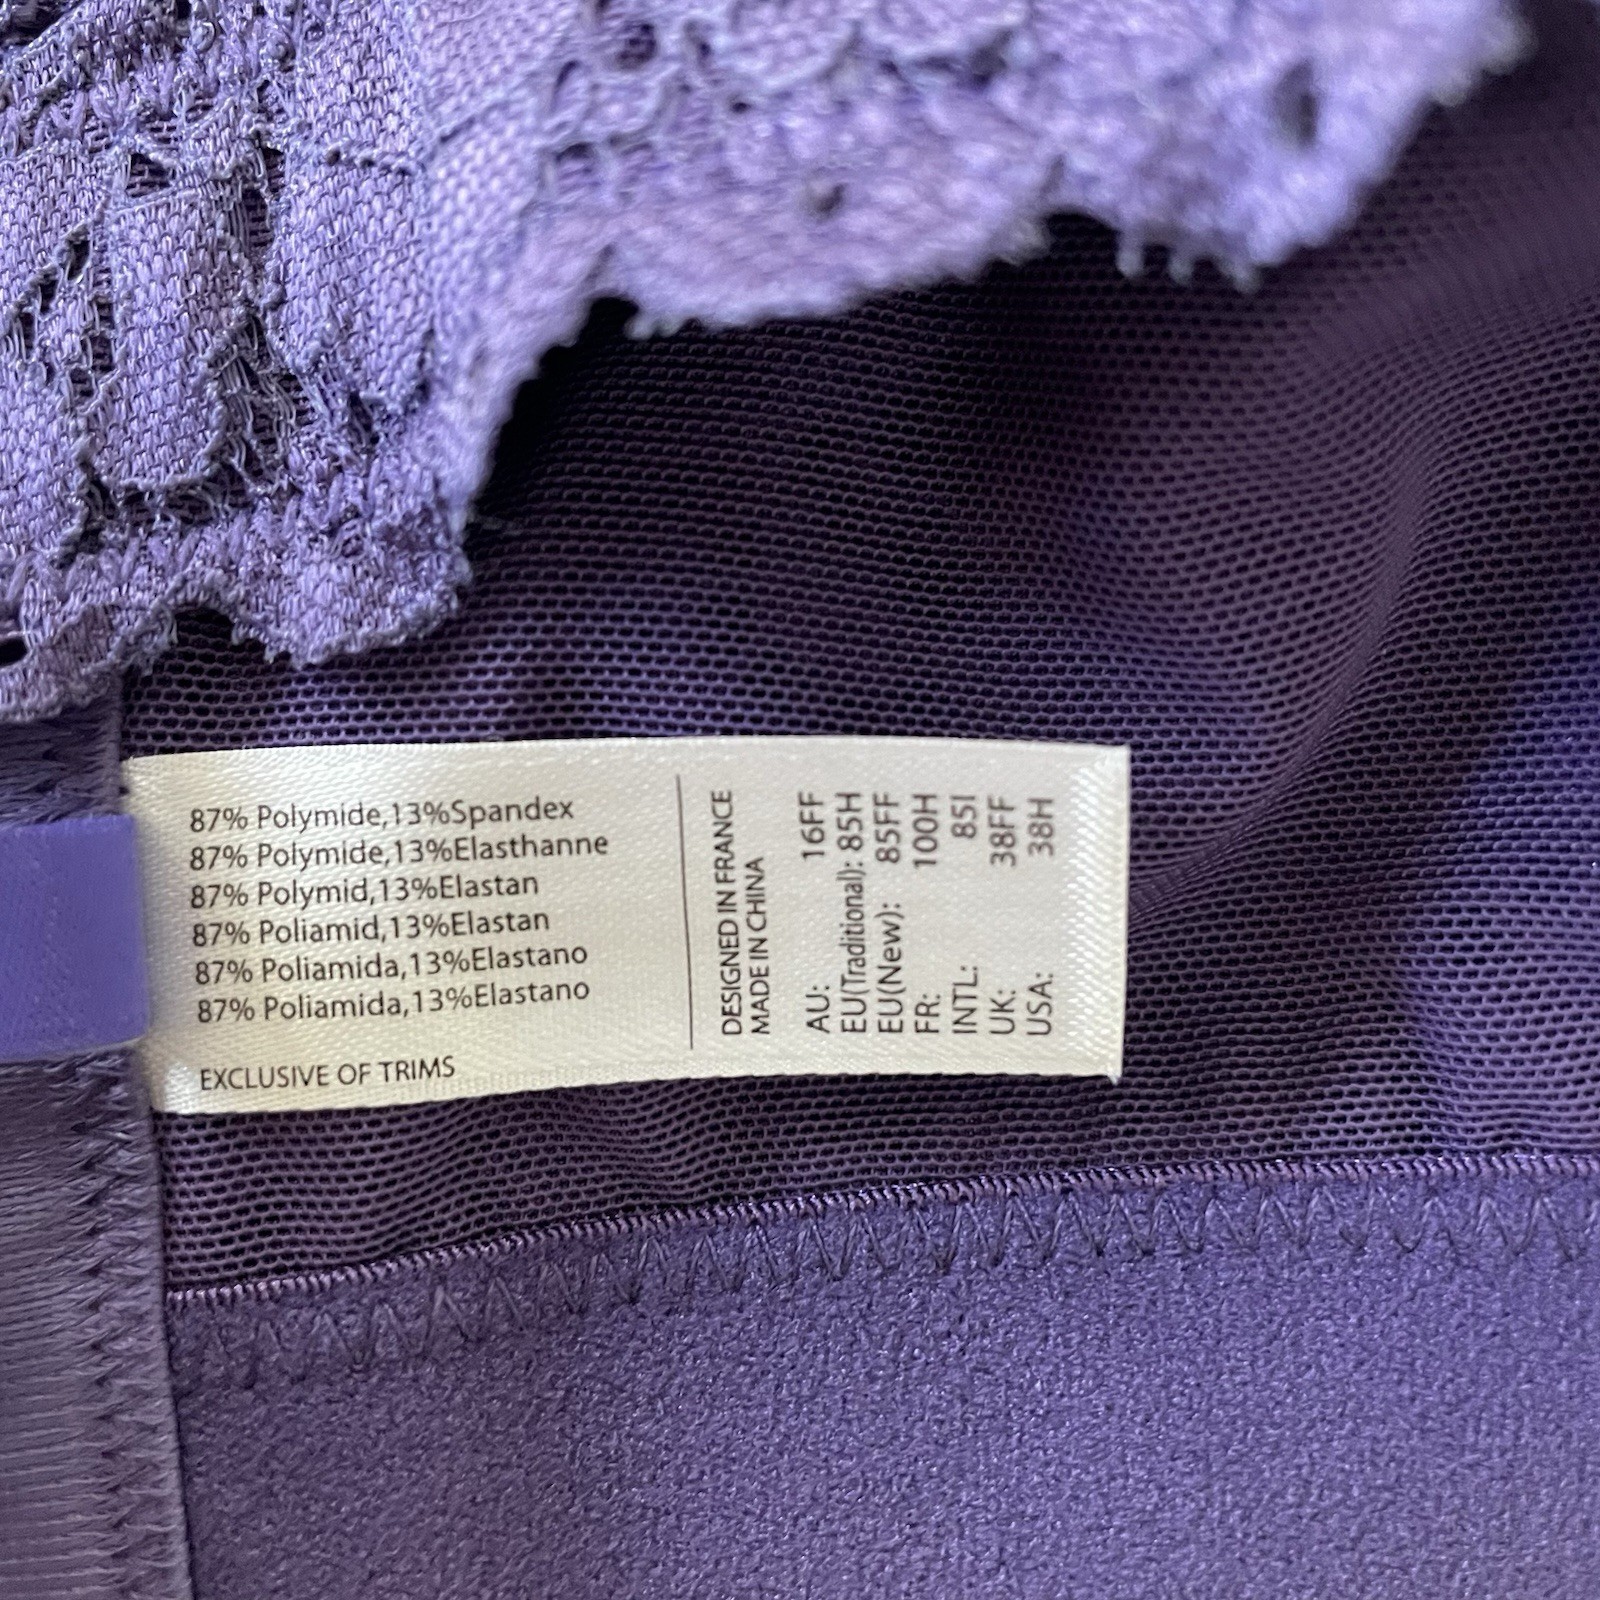 87% Polymide,13%Spandex
87% Polymide,13%Elasthanne
87% Polymid,13%Elastan
87% Poliamid,13%Elastan
87% Poliamida,13%Elastano
87% Poliamida,13%Elastano
EXCLUSIVE OF TRIMS
DESIGNED IN FRANCE
MADE IN CHINA
AU: 16FF
EU(Traditional): 85H
EU(New): 85FF
FR: 100H
INTL: 85I
UK: 38FF
USA: 38H